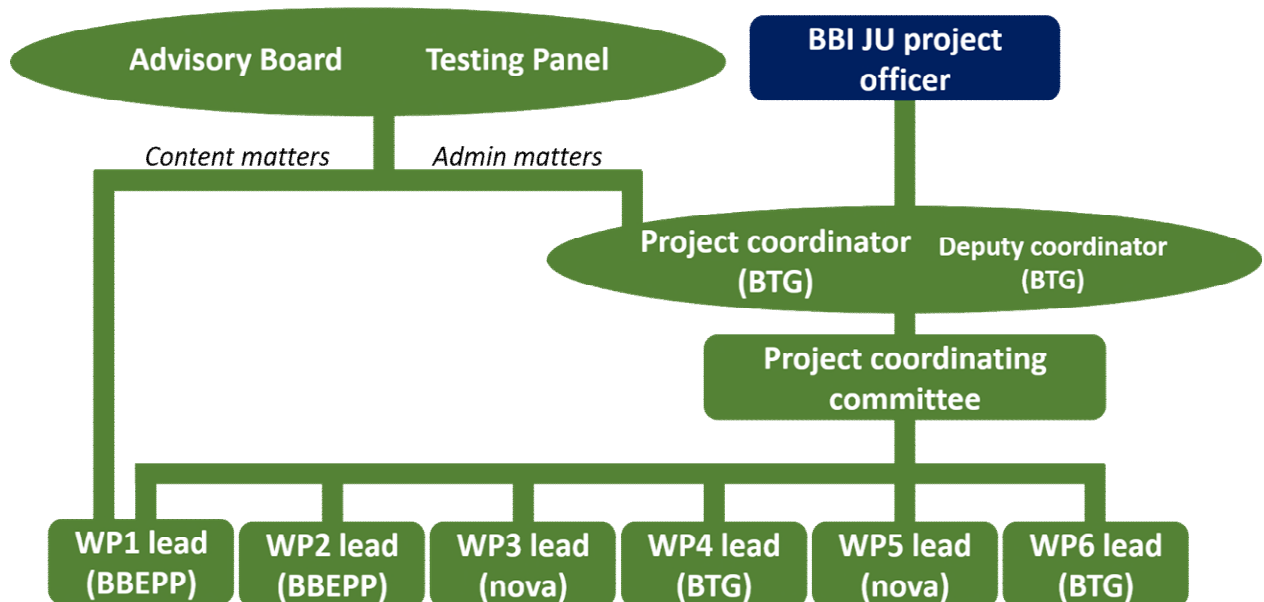 Advisory Board
Testing Panel
BBI JU project
officer
Content matters
Admin matters
Project coordinator
(BTG)
Deputy coordinator
(BTG)
Project coordinating
committee
WP1 lead
(BBEPP)
WP2 lead
(BBEPP)
WP3 lead
(nova)
WP4 lead
(BTG)
WP5 lead
(nova)
WP6 lead
(BTG)